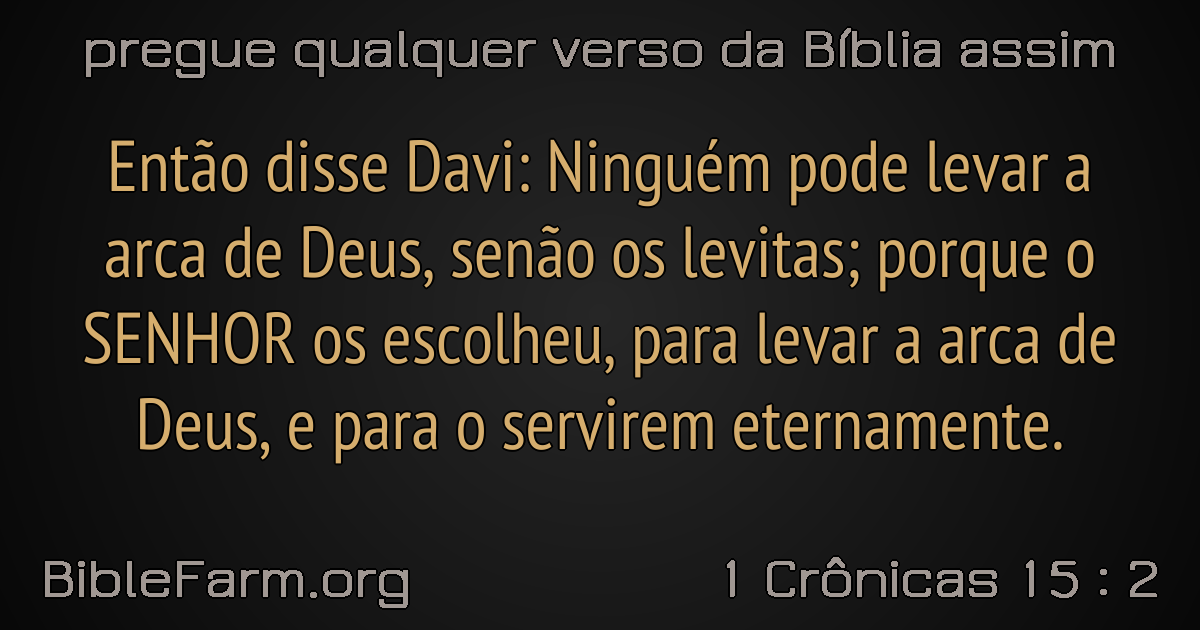 pregue qualquer verso da Bíblia assim
Então disse Davi: Ninguém pode levar a
arca de Deus, senão os levitas; porque o
SENHOR os escolheu, para levar a arca de
Deus, e para o servirem eternamente.
BibleFarm.org
1 Crônicas 15 : 2